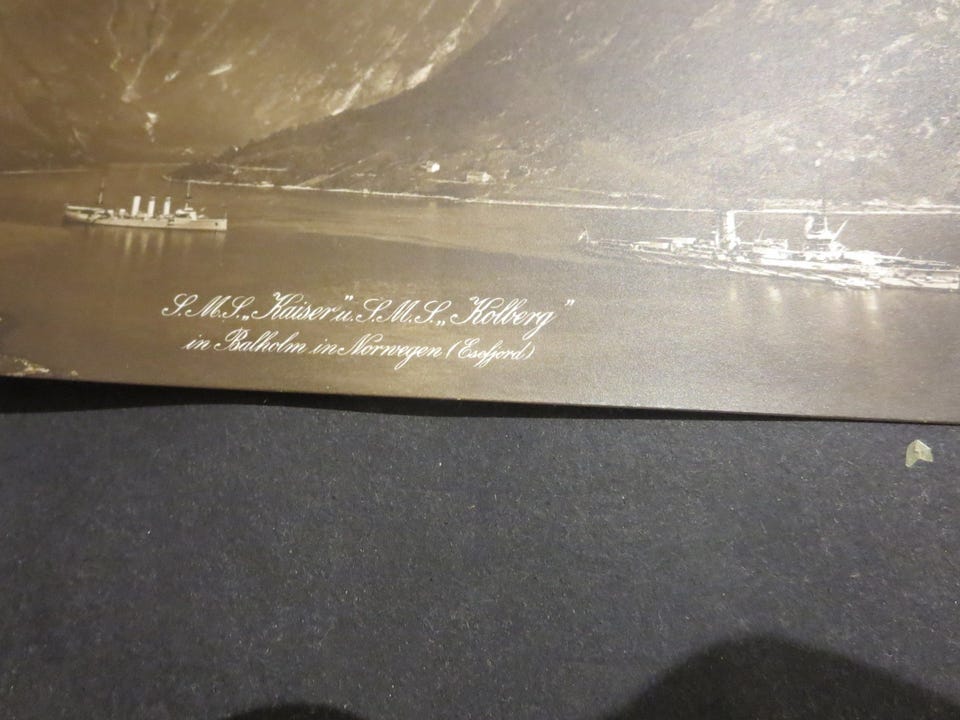 S.M.S. „Kaiser" u. S.M.S. „Kolberg"
in Balholm in Norwegen (Esefjord)